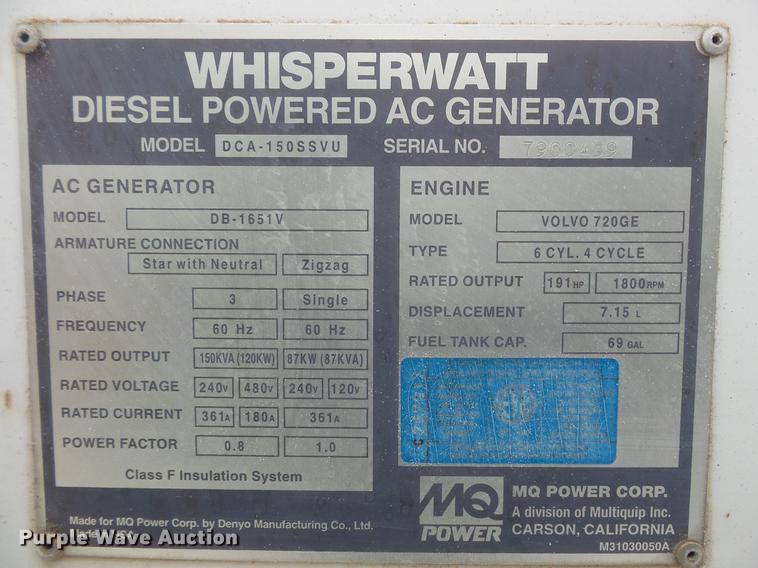 WHISPERWATT
DIESEL POWERED AC GENERATOR
MODEL DCA-150SSVU SERIAL NO. 7900439
AC GENERATOR
MODEL DB-1651V
ARMATURE CONNECTION
Star with Neutral Zigzag
PHASE 3 Single
FREQUENCY 60 Hz 60 Hz
RATED OUTPUT 150KVA (120KW) 87KW (87KVA)
RATED VOLTAGE 240V 480V 240V 120V
RATED CURRENT 361A 180A 361A
POWER FACTOR 0.8 1.0
Class F Insulation System
ENGINE
MODEL VOLVO 720GE
TYPE 6 CYL. 4 CYCLE
RATED OUTPUT 191HP 1800RPM
DISPLACEMENT 7.15 L
FUEL TANK CAP. 69 GAL
MQ
POWER
MQ POWER CORP.
A division of Multiquip Inc.
CARSON, CALIFORNIA
Made for MQ Power Corp. by Denyo Manufacturing Co., Ltd.
M31030050A
Purple Wave Auction